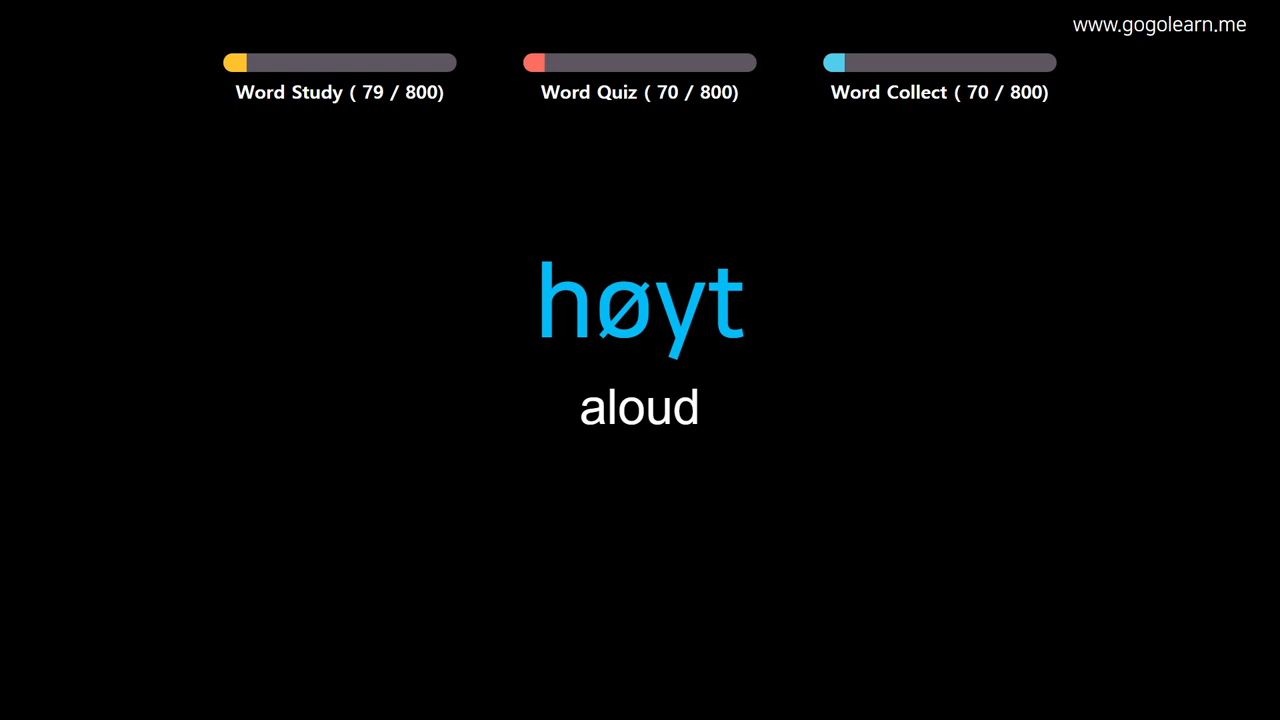 www.gogolearn.me
Word Study ( 79 / 800)
Word Quiz ( 70 / 800)
Word Collect ( 70 / 800)
høyt
aloud